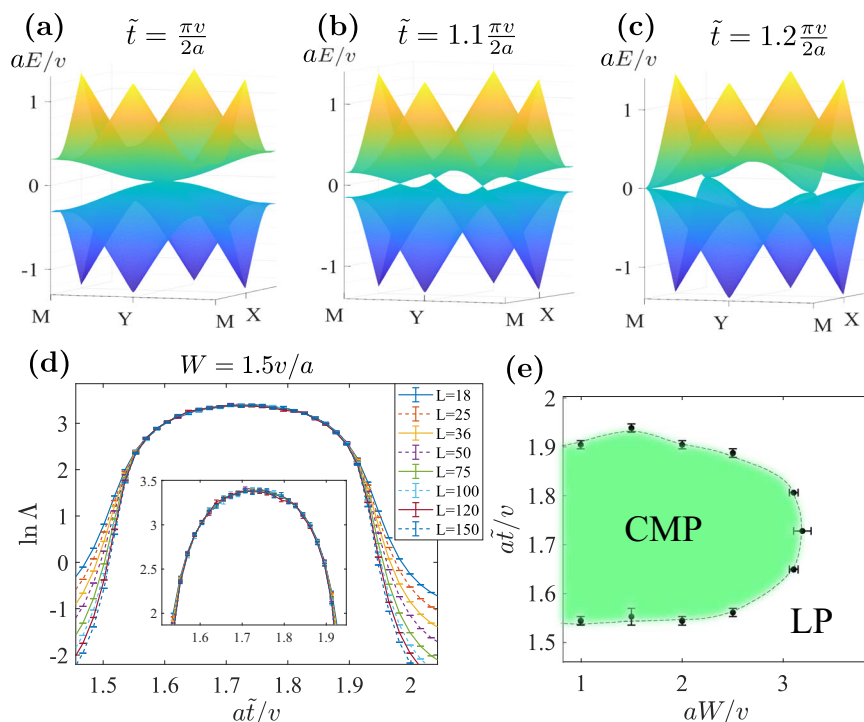 (a) t̃ = πv/2a
(b) t̃ = 1.1 πv/2a
(c) t̃ = 1.2 πv/2a
aE/v aE/v aE/v
1 1 1
0 0 0
-1 -1 -1
M Y M X M Y M X M Y M X
(d) W = 1.5v/a
ln Λ
3
2
1
0
-1
-2
1.5 1.6 1.7 1.8 1.9 2
at̃/v
L=18
L=25
L=36
L=50
L=75
L=100
L=120
L=150
3.5
3
2.5
2
1.6 1.7 1.8 1.9
(e)
at̃/v
2
1.9
1.8
1.7
1.6
1.5
CMP
LP
1 2 3
aW/v